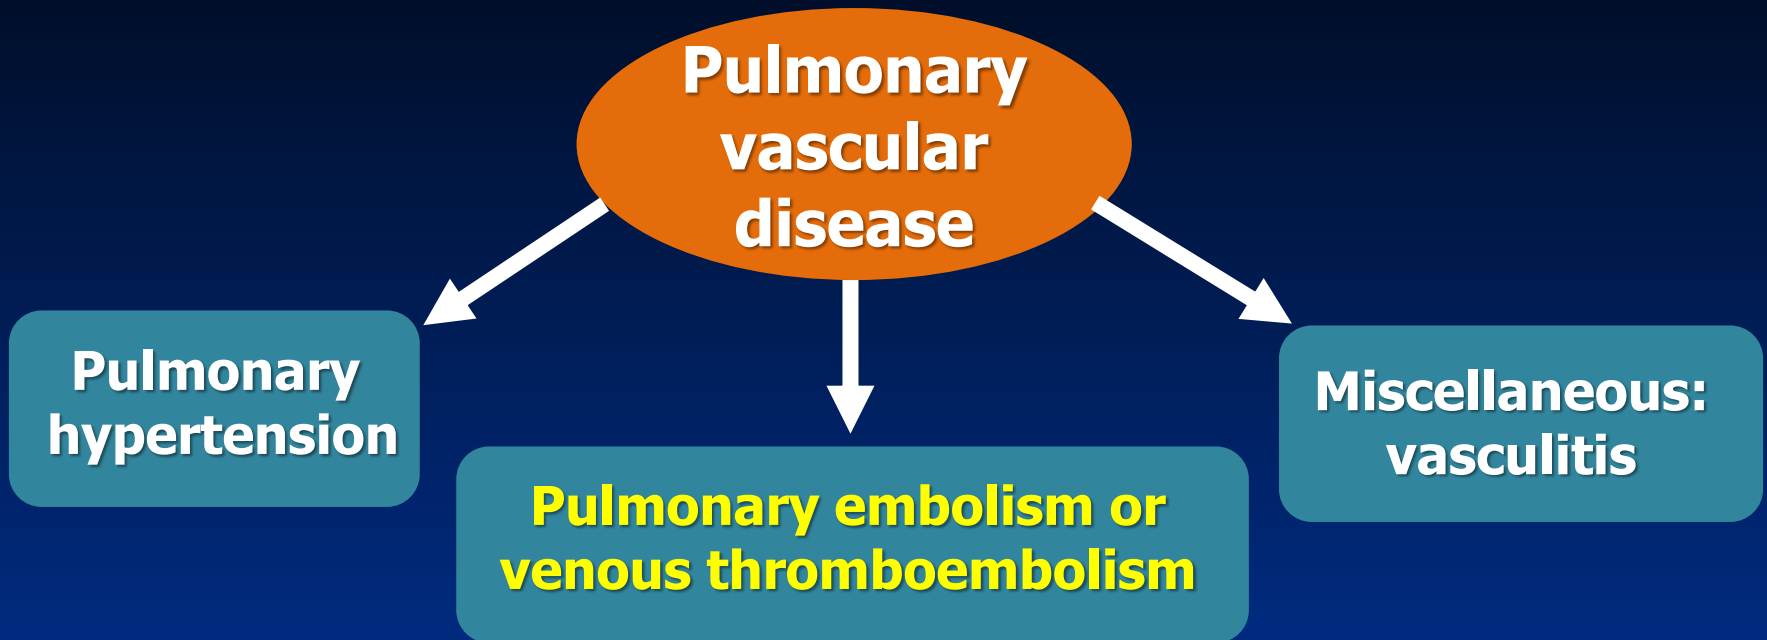 Pulmonary
vascular
disease
Pulmonary
hypertension
Pulmonary embolism or
venous thromboembolism
Miscellaneous:
vasculitis